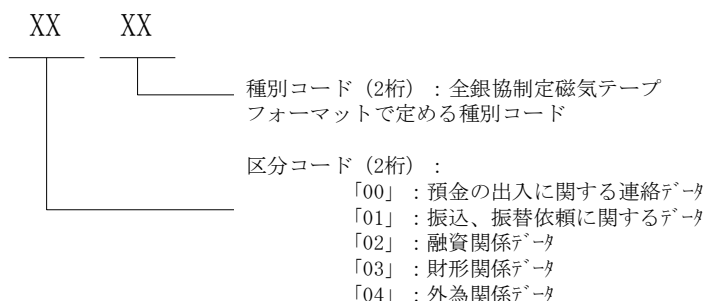 XX XX
種別コード (2桁) :全銀協制定磁気テープ
フォーマットで定める種別コード
区分コード (2桁) :
「00」:預金の出入に関する連絡ﾃﾞｰﾀ
「01」:振込、振替依頼に関するﾃﾞｰﾀ
「02」:融資関係ﾃﾞｰﾀ
「03」:財形関係ﾃﾞｰﾀ
「04」:外為関係ﾃﾞｰﾀ